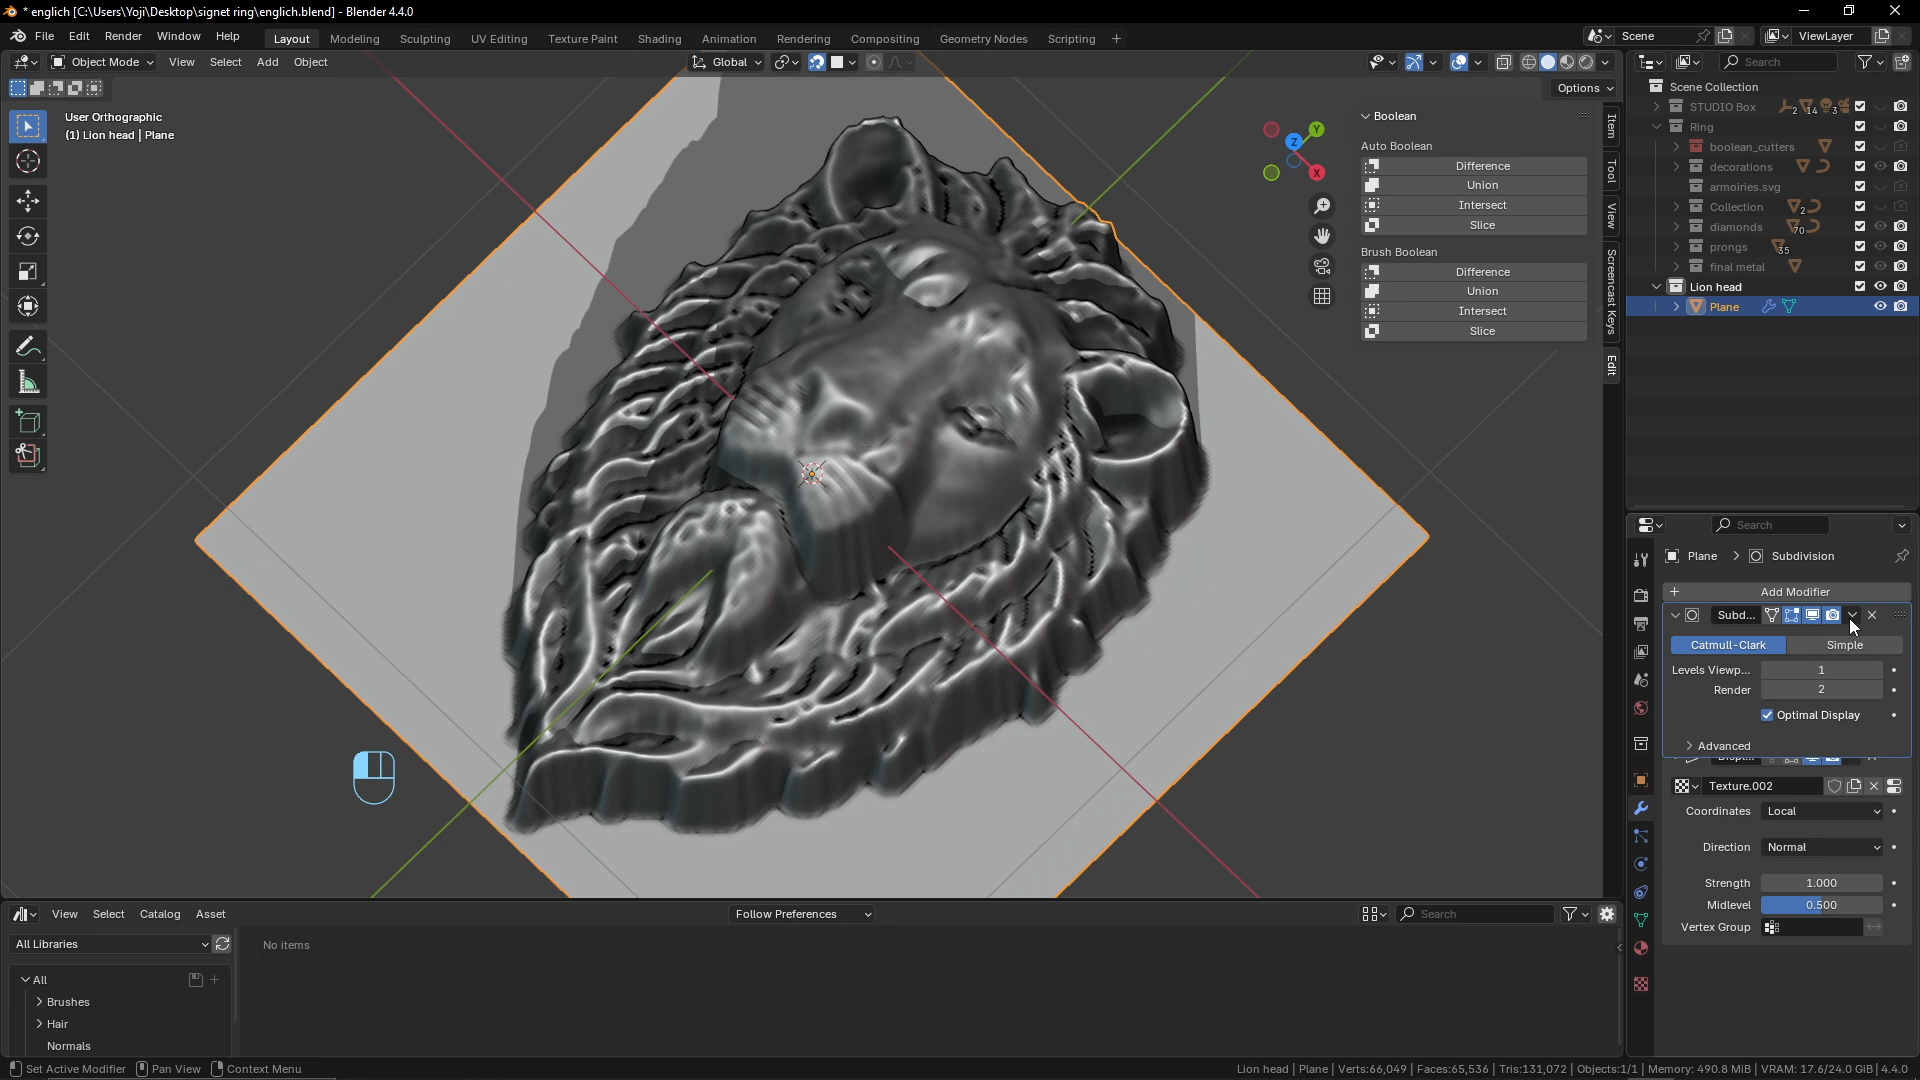 * englich [C:\Users\Yoji\Desktop\signet ring\englich.blend] - Blender 4.4.0
File Edit Render Window Help
Layout Modeling Sculpting UV Editing Texture Paint Shading Animation Rendering Compositing Geometry Nodes Scripting +
Scene
ViewLayer
Object Mode View Select Add Object
Global
Options
User Orthographic
(1) Lion head | Plane
Boolean
Auto Boolean
Difference
Union
Intersect
Slice
Brush Boolean
Difference
Union
Intersect
Slice
X
Y
Z
Item
Tool
View
Screencast Keys
Edit
Search
Scene Collection
STUDIO Box 2 14 3
Ring
boolean_cutters
decorations
armoiries.svg
Collection 2
diamonds 70
prongs 35
final metal
Lion head
Plane
Search
Plane > Subdivision
+ Add Modifier
Subd...
Catmull-Clark Simple
Levels Viewp... 1
Render 2
Optimal Display
Advanced
Texture.002
Coordinates Local
Direction Normal
Strength 1.000
Midlevel 0.500
Vertex Group
View Select Catalog Asset
Follow Preferences
Search
All Libraries
No items
All
Brushes
Hair
Normals
Set Active Modifier Pan View Context Menu
Lion head | Plane | Verts:66,049 | Faces:65,536 | Tris:131,072 | Objects:1/1 | Memory: 490.8 MiB | VRAM: 17.6/24.0 GiB | 4.4.0